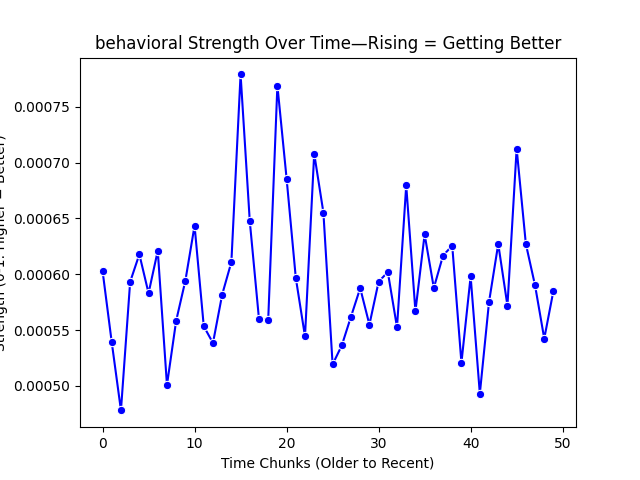 behavioral Strength Over Time—Rising = Getting Better
0.00075
0.00070
0.00065
0.00060
0.00055
0.00050
Strength (0-1: Higher = Better)
0 10 20 30 40 50
Time Chunks (Older to Recent)